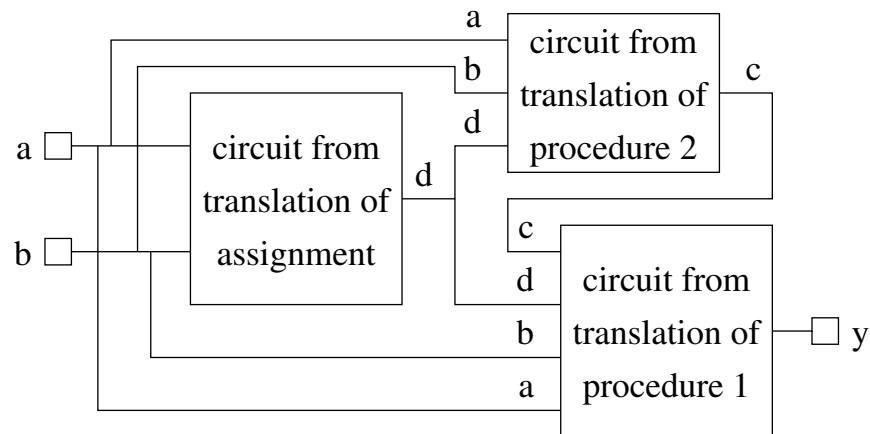 a
circuit from
translation of
procedure 2
b
d
c
a
b
circuit from
translation of
assignment
d
c
d
b
a
circuit from
translation of
procedure 1
y